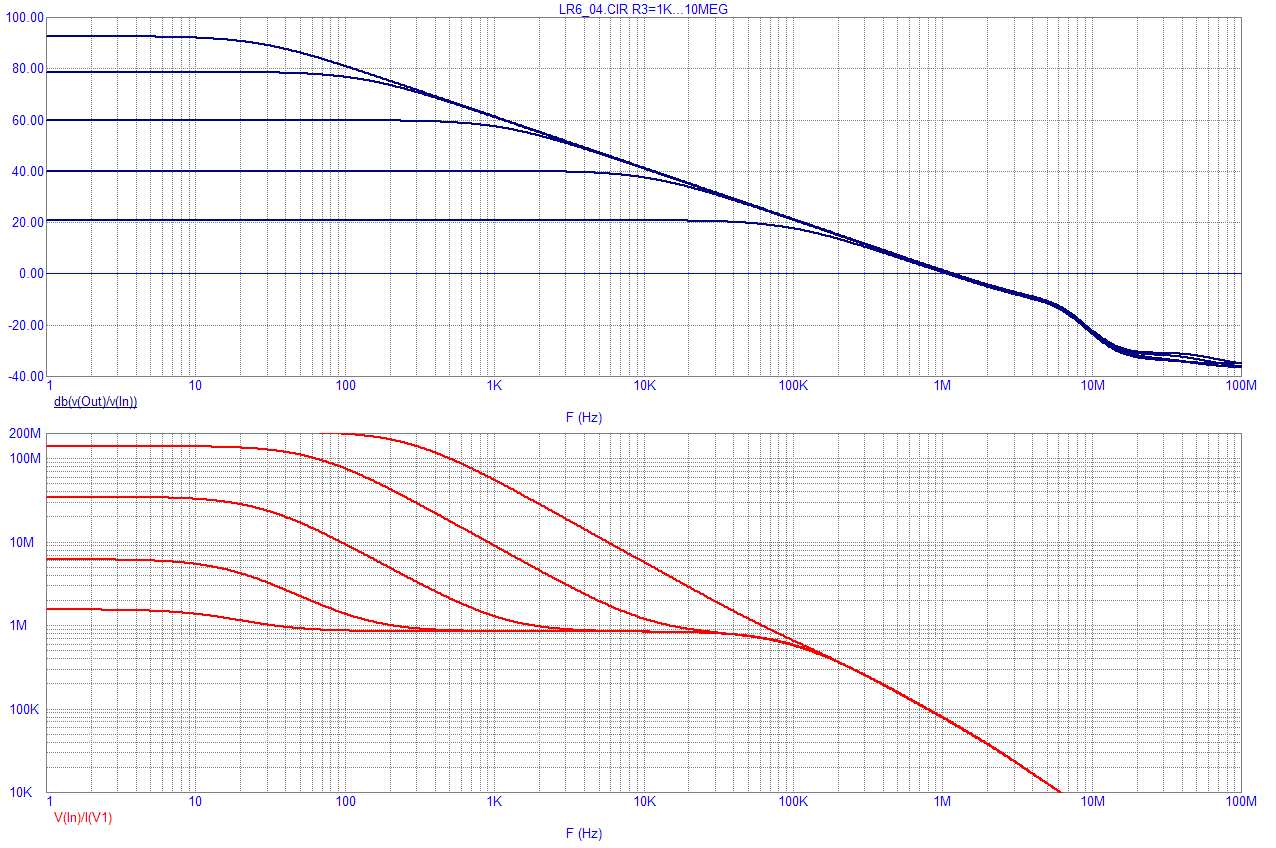 LR6_04.CIR R3=1K...10MEG
100.00
80.00
60.00
40.00
20.00
0.00
-20.00
-40.00
1 10 100 1K 10K 100K 1M 10M 100M
db(v(Out)/v(In))
F (Hz)
200M
100M
10M
1M
100K
10K
1 10 100 1K 10K 100K 1M 10M 100M
V(In)/I(V1)
F (Hz)